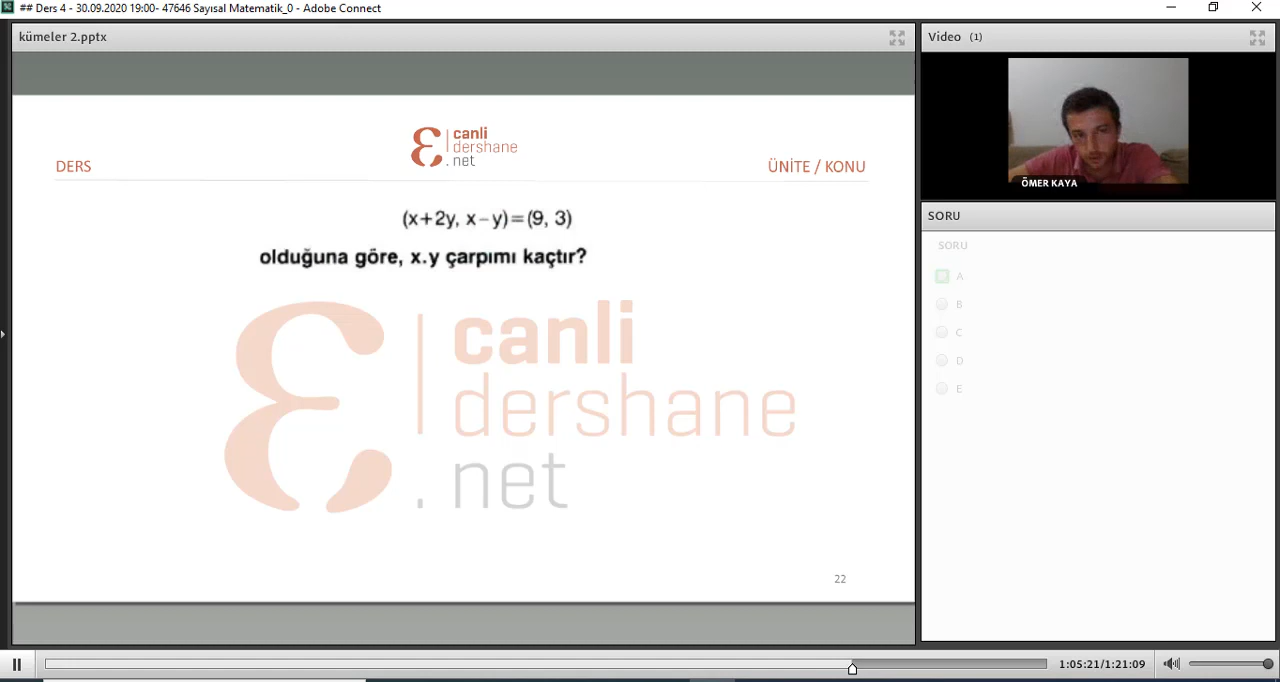 ## Ders 4 - 30.09.2020 19:00- 47646 Sayısal Matematik_0 - Adobe Connect
kümeler 2.pptx
Video (1)
canli
dershane
.net
DERS
ÜNİTE / KONU
ÖMER KAYA
(x+2y, x-y)=(9, 3)
olduğuna göre, x.y çarpımı kaçtır?
canli
dershane
.net
22
SORU
SORU
A
B
C
D
E
1:05:21/1:21:09